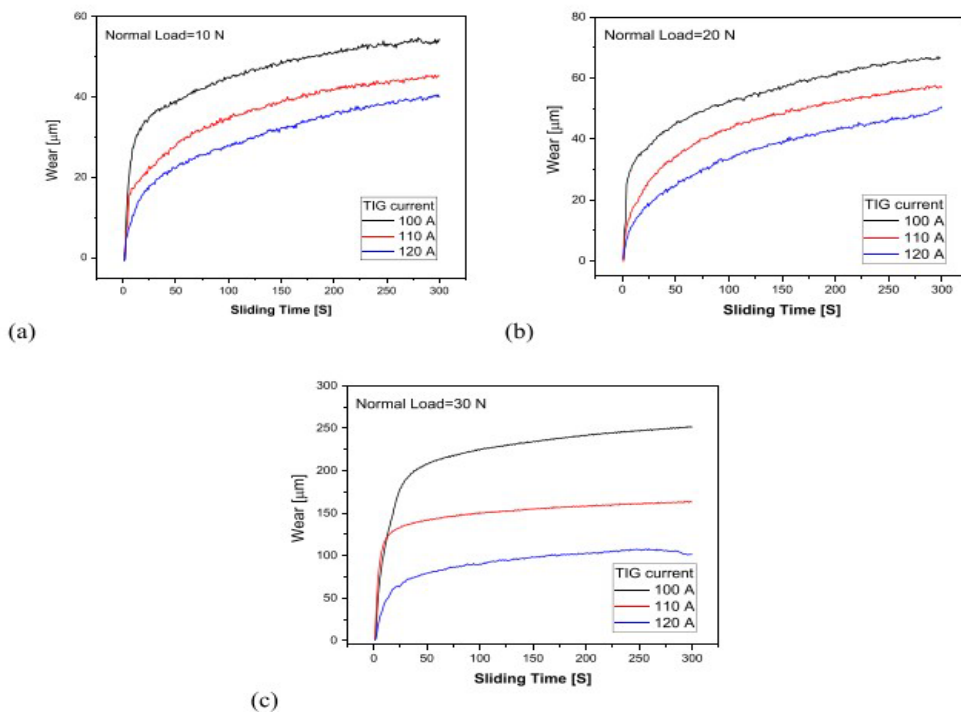 Normal Load=10 N
Wear [µm]
60
40
20
0
TIG current
100 A
110 A
120 A
0 50 100 150 200 250 300
Sliding Time [S]
(a)
Normal Load=20 N
Wear [µm]
80
60
40
20
0
TIG current
100 A
110 A
120 A
0 50 100 150 200 250 300
Sliding Time [S]
(b)
Normal Load=30 N
Wear [µm]
300
250
200
150
100
50
0
TIG current
100 A
110 A
120 A
0 50 100 150 200 250 300
Sliding Time [S]
(c)